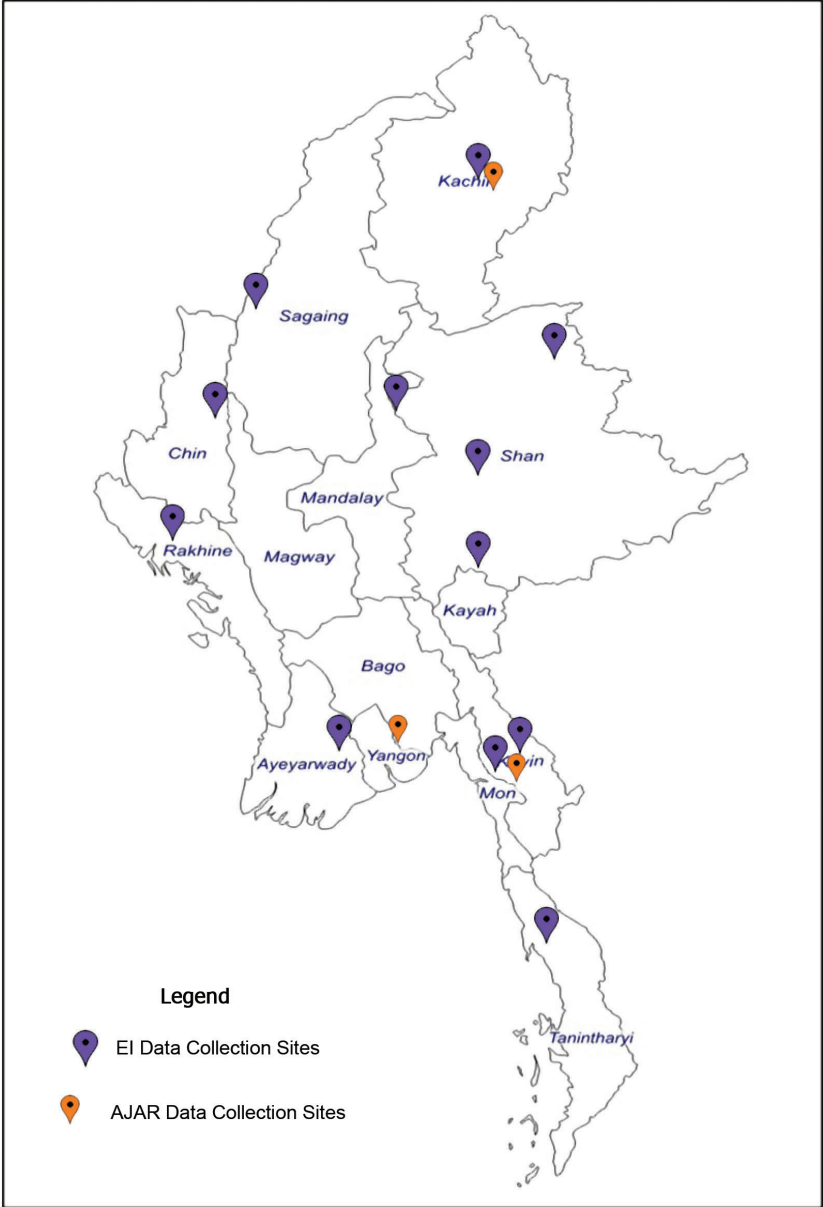 Kachin
Sagaing
Chin
Shan
Mandalay
Rakhine
Magway
Kayah
Bago
Ayeyarwady
Yangon
Mon
Tanintharyi
Legend
EI Data Collection Sites
AJAR Data Collection Sites